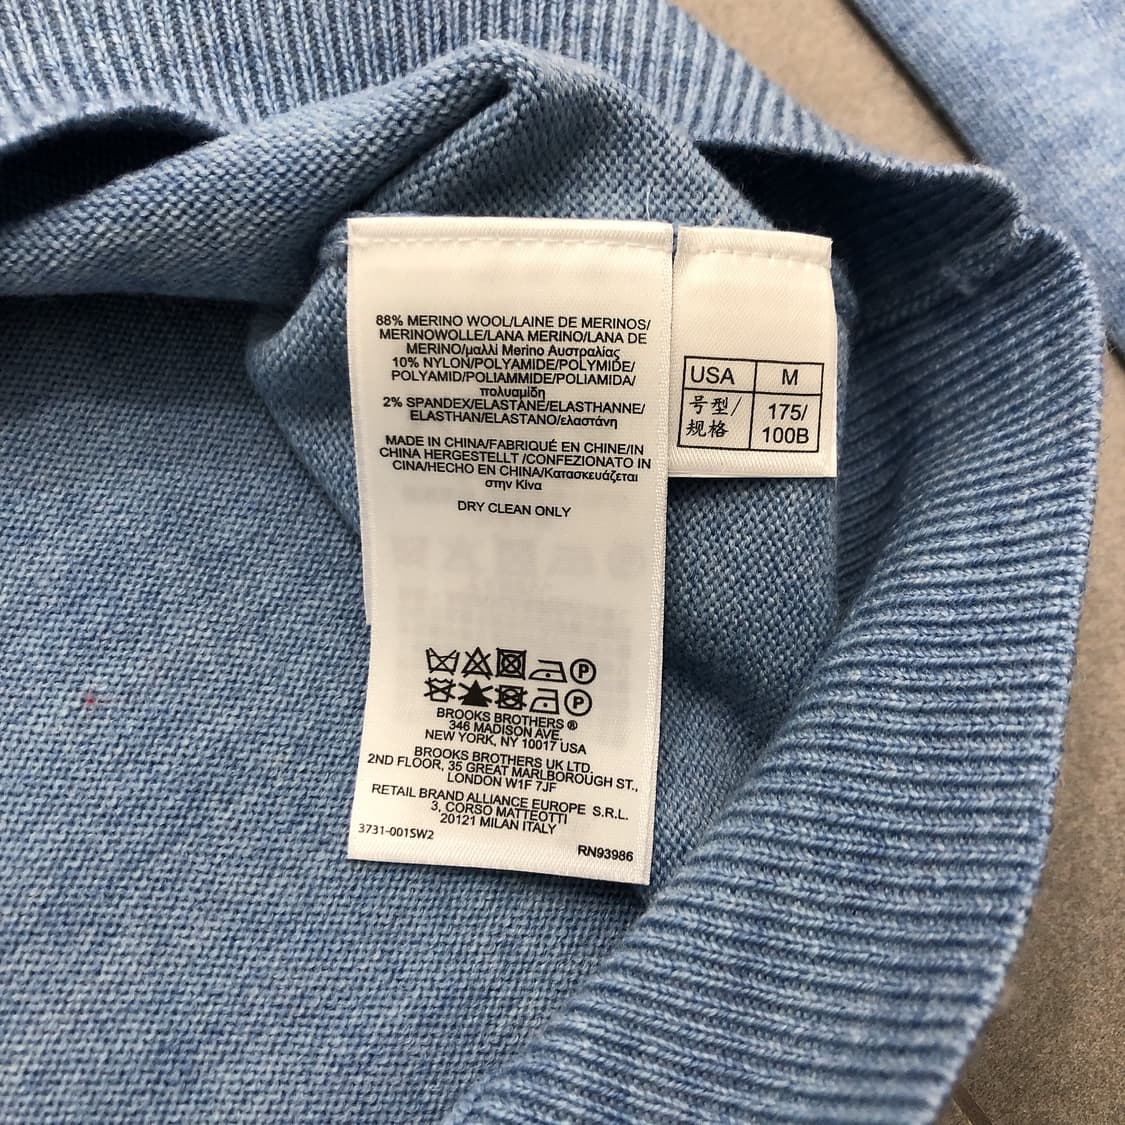 88% MERINO WOOL/LAINE DE MERINOS/
MERINOWOLLE/LANA MERINO/LANA DE
MERINO/μαλλί Merino Αυστραλίας
10% NYLON/POLYAMIDE/POLYMIDE/
POLYAMID/POLIAMMIDE/POLIAMIDA/
πολυαμίδη
2% SPANDEX/ELASTANE/ELASTHANNE/
ELASTHAN/ELASTANO/ελαστάνη
MADE IN CHINA/FABRIQUÉ EN CHINE/IN
CHINA HERGESTELLT /CONFEZIONATO IN
CINA/HECHO EN CHINA/Κατασκευάζεται
στην Κίνα
DRY CLEAN ONLY
P
P
BROOKS BROTHERS ®
346 MADISON AVE,
NEW YORK, NY 10017 USA
BROOKS BROTHERS UK LTD,
2ND FLOOR, 35 GREAT MARLBOROUGH ST.,
LONDON W1F 7JF
RETAIL BRAND ALLIANCE EUROPE S.R.L.
3, CORSO MATTEOTTI
20121 MILAN ITALY
3731-001SW2
RN93986
USA M
号型/ 175/
规格 100B